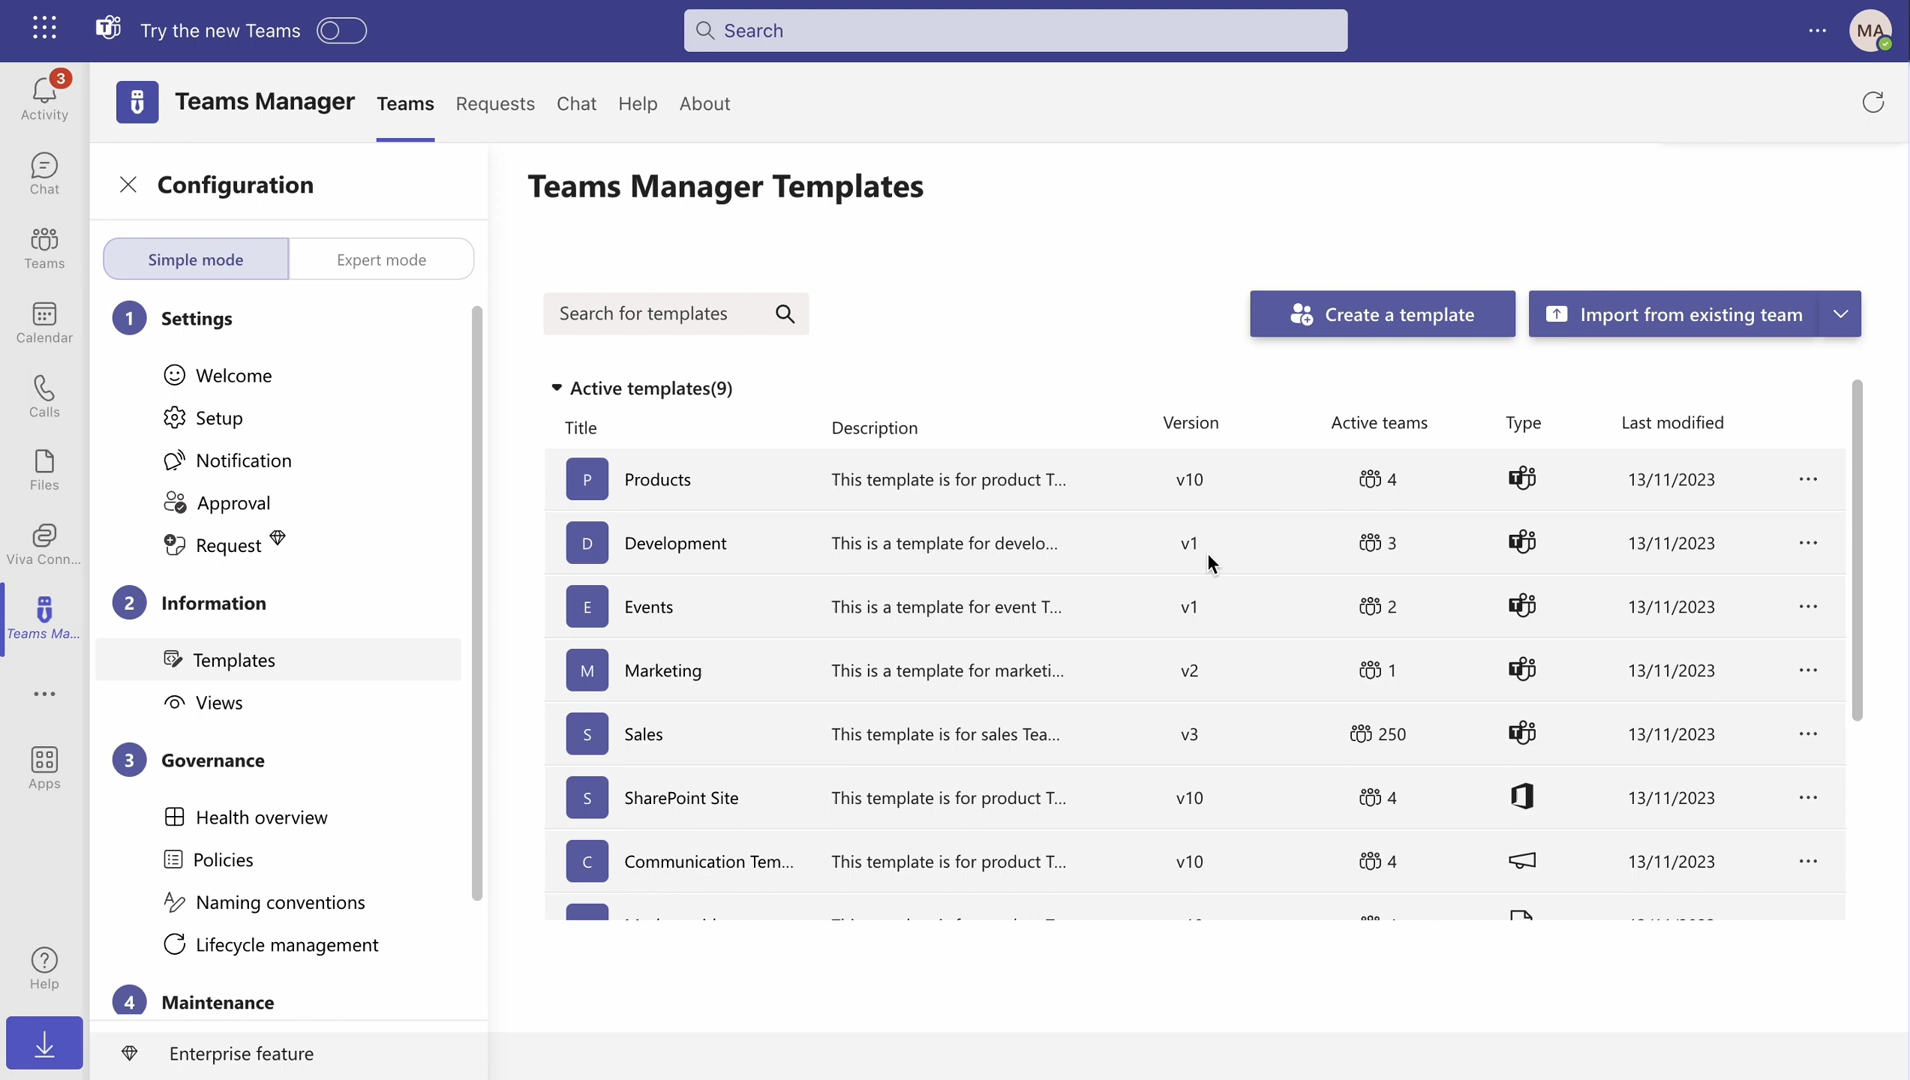 Try the new Teams
Search
MA
3
Activity
Chat
Teams
Calendar
Calls
Files
Viva Conn...
Teams Ma...
Apps
Help
Teams Manager
Teams
Requests
Chat
Help
About
Configuration
Simple mode
Expert mode
1 Settings
Welcome
Setup
Notification
Approval
Request
2 Information
Templates
Views
3 Governance
Health overview
Policies
Naming conventions
Lifecycle management
4 Maintenance
Enterprise feature
Teams Manager Templates
Search for templates
Create a template
Import from existing team
Active templates(9)
Title Description Version Active teams Type Last modified
P Products This template is for product T... v10 4 13/11/2023 ...
D Development This is a template for develo... v1 3 13/11/2023 ...
E Events This is a template for event T... v1 2 13/11/2023 ...
M Marketing This is a template for marketi... v2 1 13/11/2023 ...
S Sales This template is for sales Tea... v3 250 13/11/2023 ...
S SharePoint Site This template is for product T... v10 4 13/11/2023 ...
C Communication Tem... This template is for product T... v10 4 13/11/2023 ...